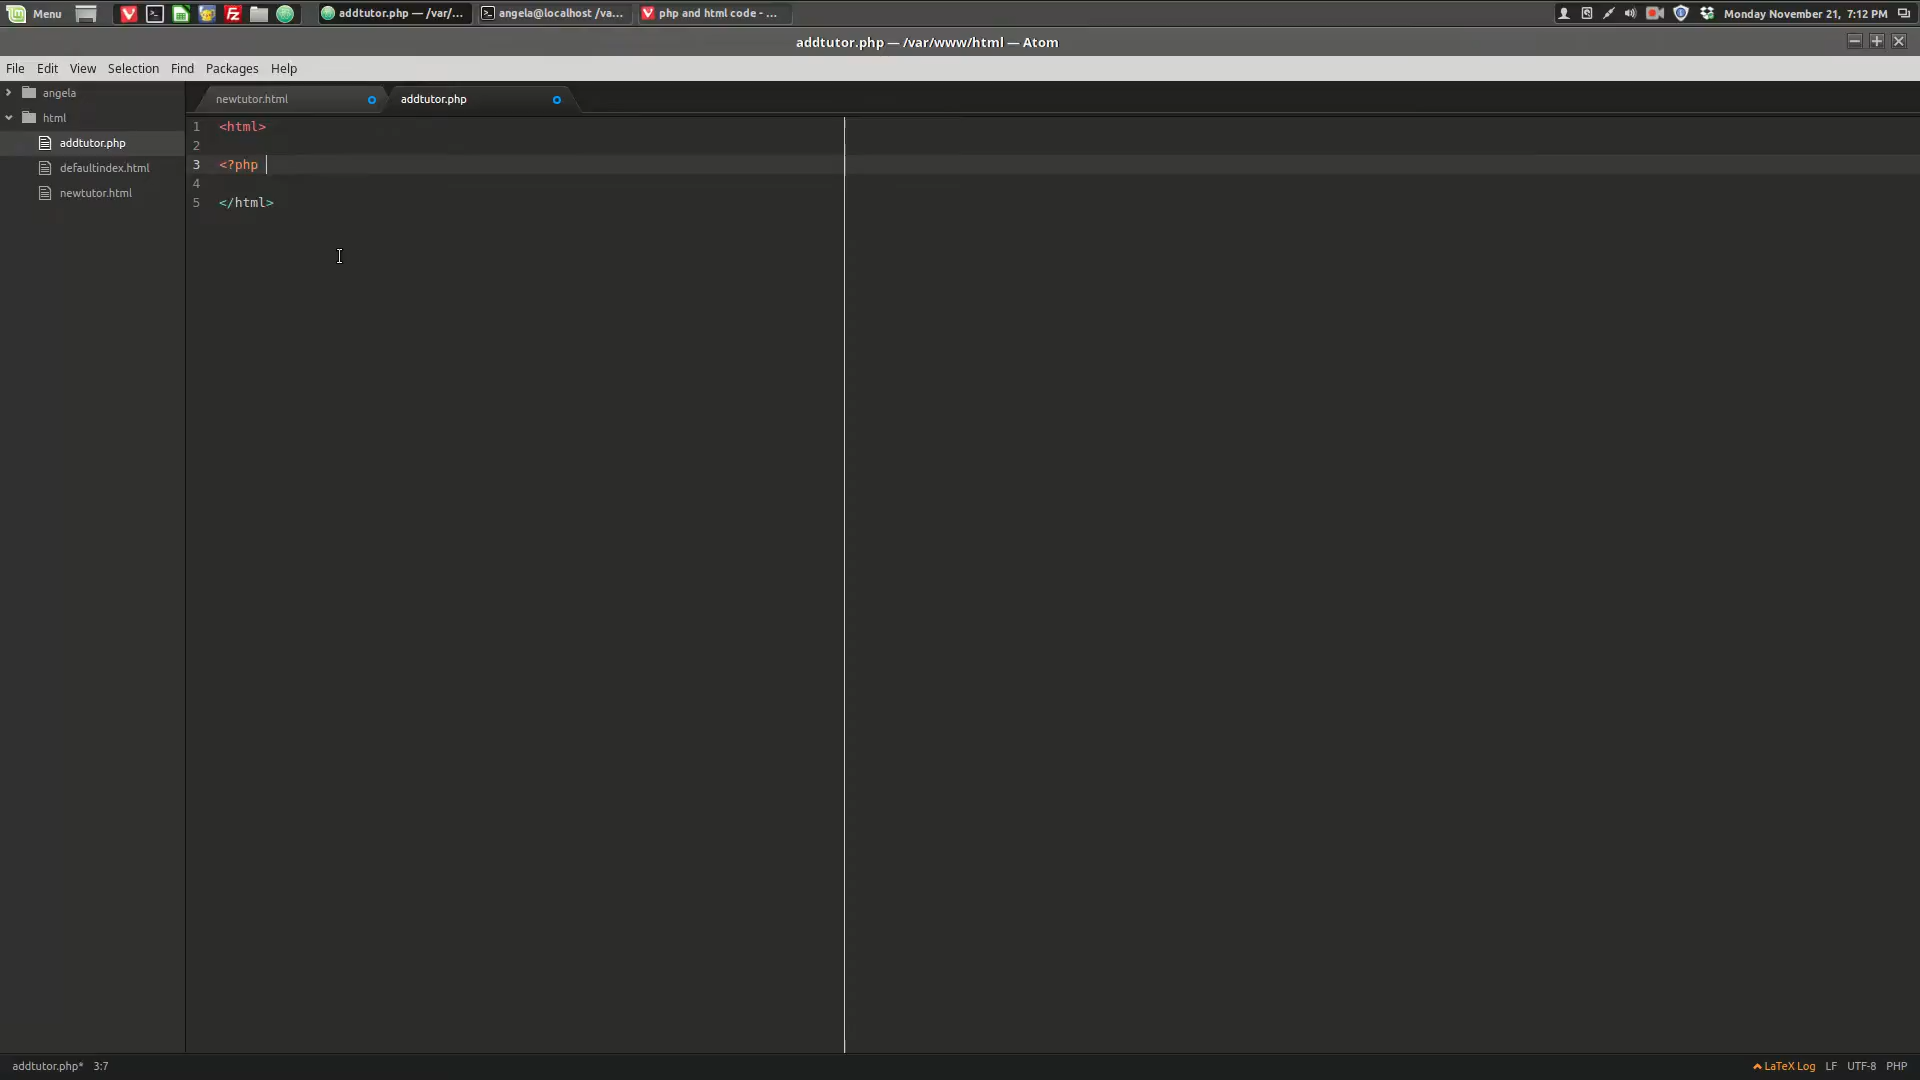 Menu
addtutor.php — /var/...
angela@localhost /va...
php and html code - ...
Monday November 21, 7:12 PM
addtutor.php — /var/www/html — Atom
File Edit View Selection Find Packages Help
angela
html
addtutor.php
defaultindex.html
newtutor.html
newtutor.html
addtutor.php
1 <html>
2
3 <?php
4
5 </html>
addtutor.php* 3:7
LaTeX Log LF UTF-8 PHP